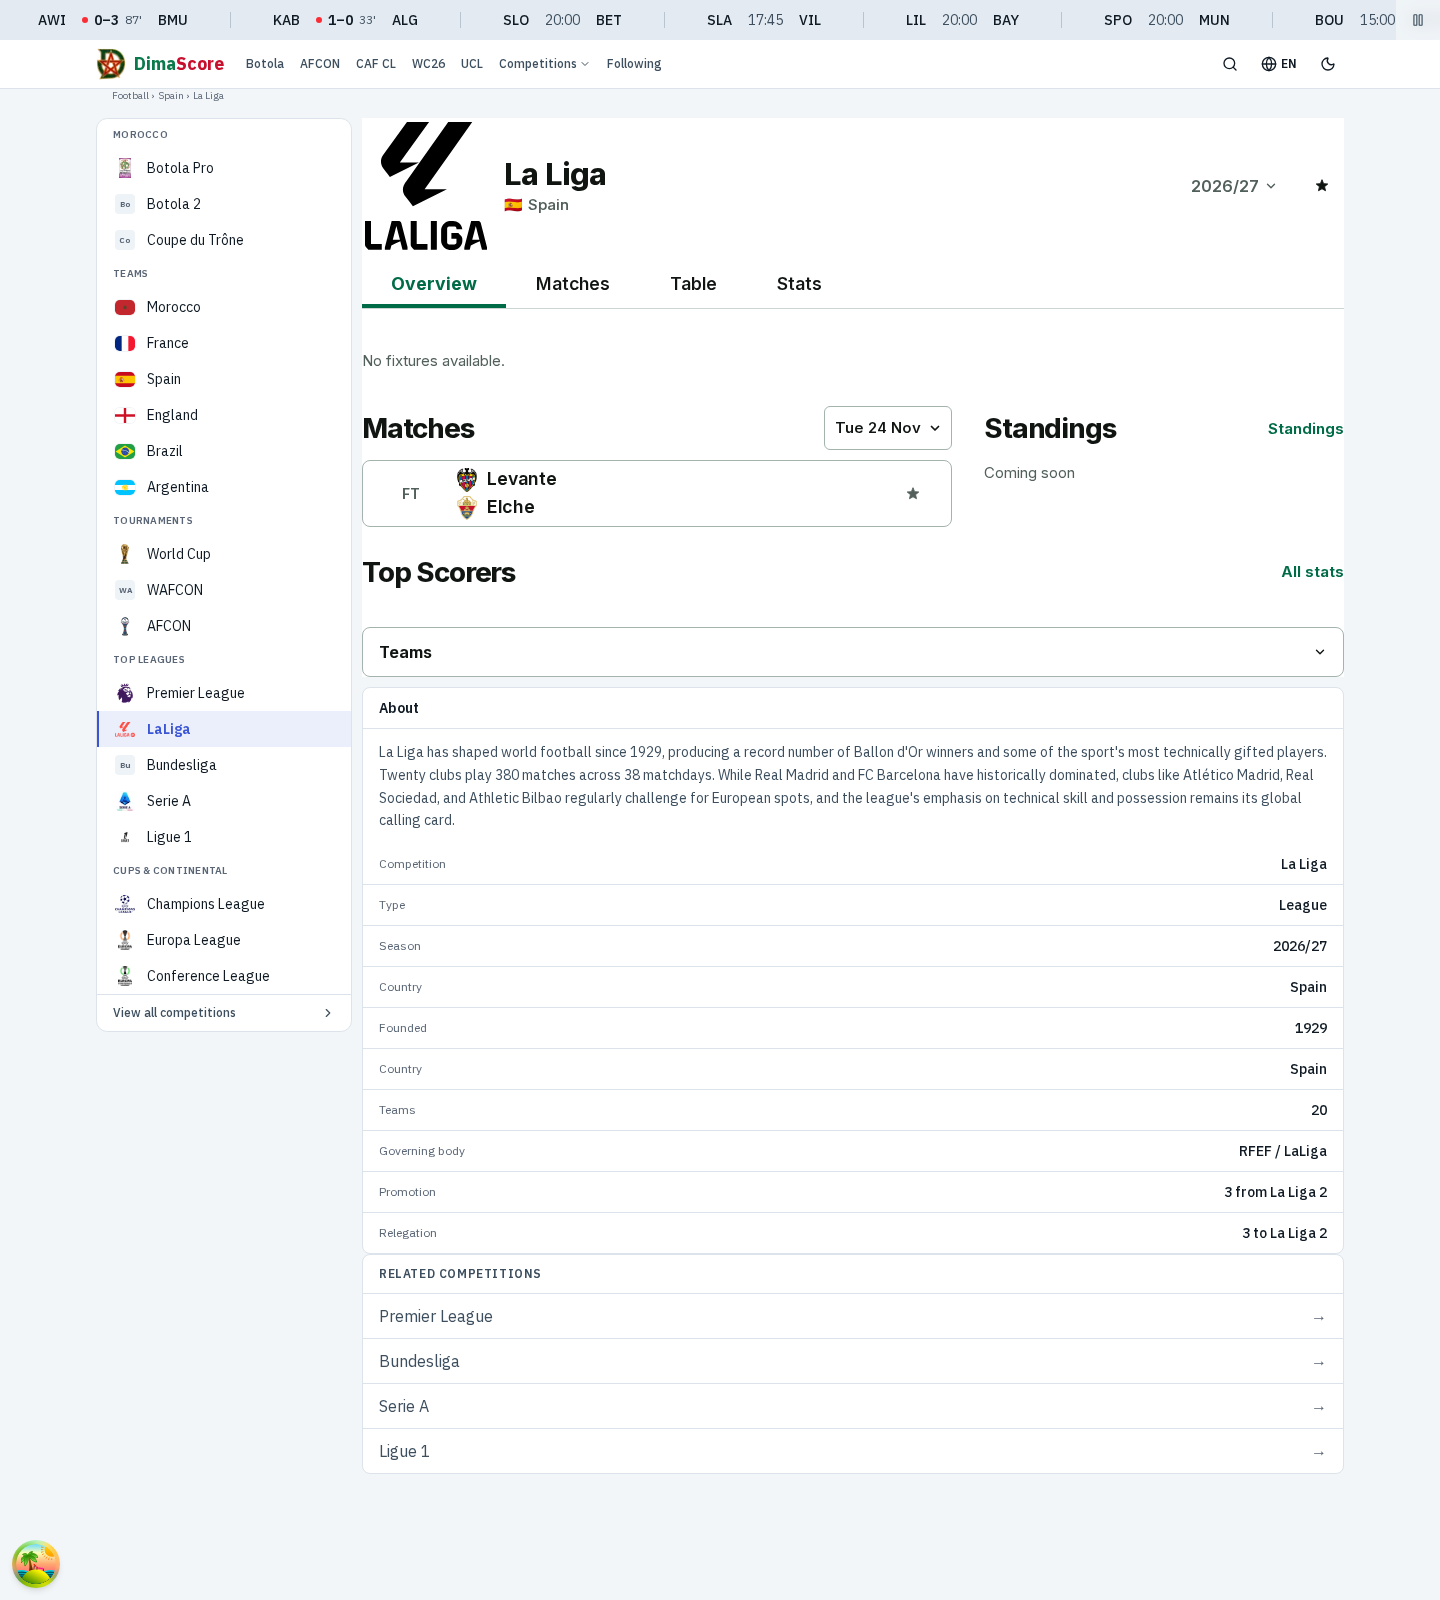 AWI 0–3 87' BMU KAB 1–0 33' ALG SLO 20:00 BET SLA 17:45 VIL LIL 20:00 BAY SPO 20:00 MUN BOU 15:00
DimaScore Botola AFCON CAF CL WC26 UCL Competitions Following EN
Football › Spain › La Liga
MOROCCO
Botola Pro
Bo Botola 2
Co Coupe du Trône
TEAMS
Morocco
France
Spain
England
Brazil
Argentina
TOURNAMENTS
World Cup
WA WAFCON
AFCON
TOP LEAGUES
Premier League
LaLiga
Bu Bundesliga
Serie A
Ligue 1
CUPS & CONTINENTAL
Champions League
Europa League
Conference League
View all competitions
LALIGA
La Liga
Spain
2026/27
Overview Matches Table Stats
No fixtures available.
Matches
Tue 24 Nov
FT
Levante
Elche
Standings
Standings
Coming soon
Top Scorers
All stats
Teams
About
La Liga has shaped world football since 1929, producing a record number of Ballon d'Or winners and some of the sport's most technically gifted players.
Twenty clubs play 380 matches across 38 matchdays. While Real Madrid and FC Barcelona have historically dominated, clubs like Atlético Madrid, Real
Sociedad, and Athletic Bilbao regularly challenge for European spots, and the league's emphasis on technical skill and possession remains its global
calling card.
Competition La Liga
Type League
Season 2026/27
Country Spain
Founded 1929
Country Spain
Teams 20
Governing body RFEF / LaLiga
Promotion 3 from La Liga 2
Relegation 3 to La Liga 2
RELATED COMPETITIONS
Premier League →
Bundesliga →
Serie A →
Ligue 1 →